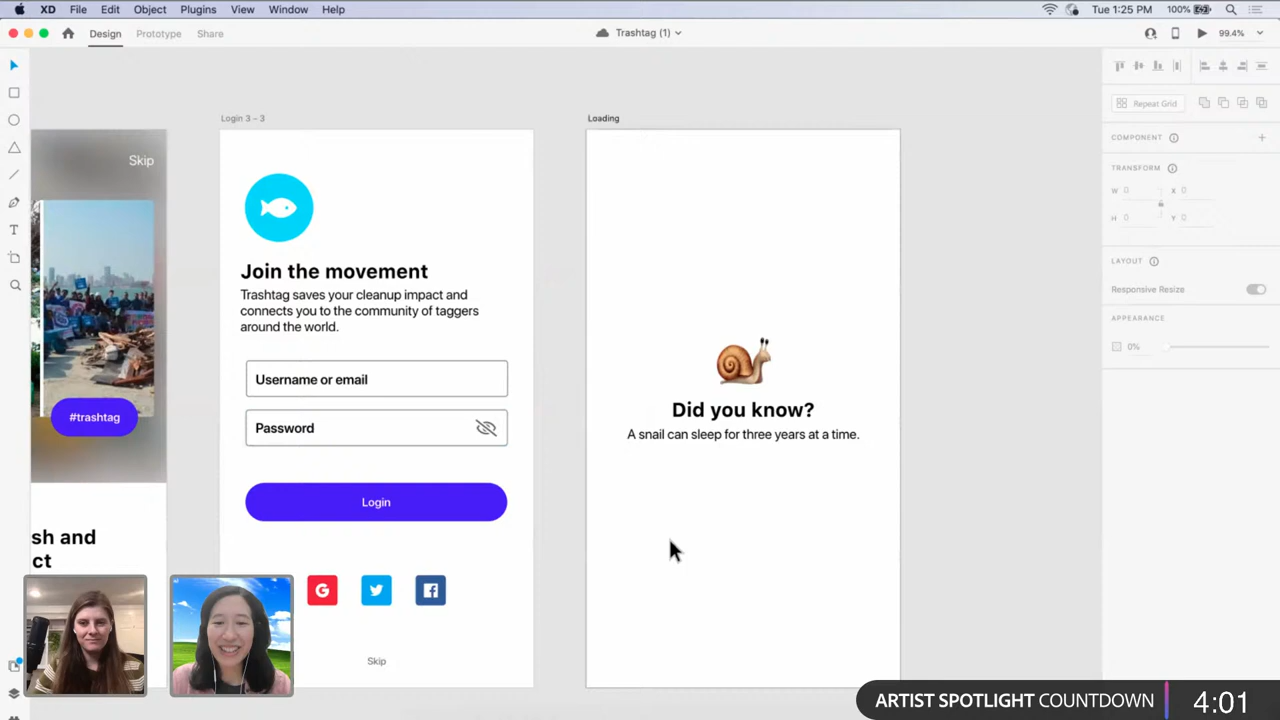 XD File Edit Object Plugins View Window Help
100% Tue 1:25 PM
Design Prototype Share
Trashtag (1)
99.4%
Login 3 – 3
Loading
Repeat Grid
COMPONENT
TRANSFORM
W 0 X 0
H 0 Y 0
LAYOUT
Responsive Resize
APPEARANCE
0%
Skip
#trashtag
sh and
ct
Join the movement
Trashtag saves your cleanup impact and
connects you to the community of taggers
around the world.
Username or email
Password
Login
G
Skip
Did you know?
A snail can sleep for three years at a time.
ARTIST SPOTLIGHT COUNTDOWN 4:01